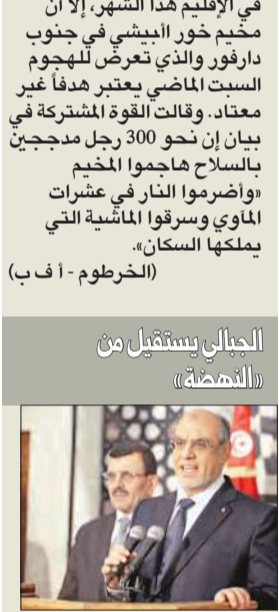 في الإقليم هذا الشهر، إلا أن
مخيم خور أبيشي في جنوب
دارفور والذي تعرض للهجوم
السبت الماضي يعتبر هدفاً غير
معتاد. وقالت القوة المشتركة في
بيان إن نحو 300 رجل مدججين
بالسلاح هاجموا المخيم
«وأضرموا النار في عشرات
المآوي وسرقوا الماشية التي
يملكها السكان».
(الخرطوم - أ ف ب)
الجبالي يستقيل من
«النهضة»